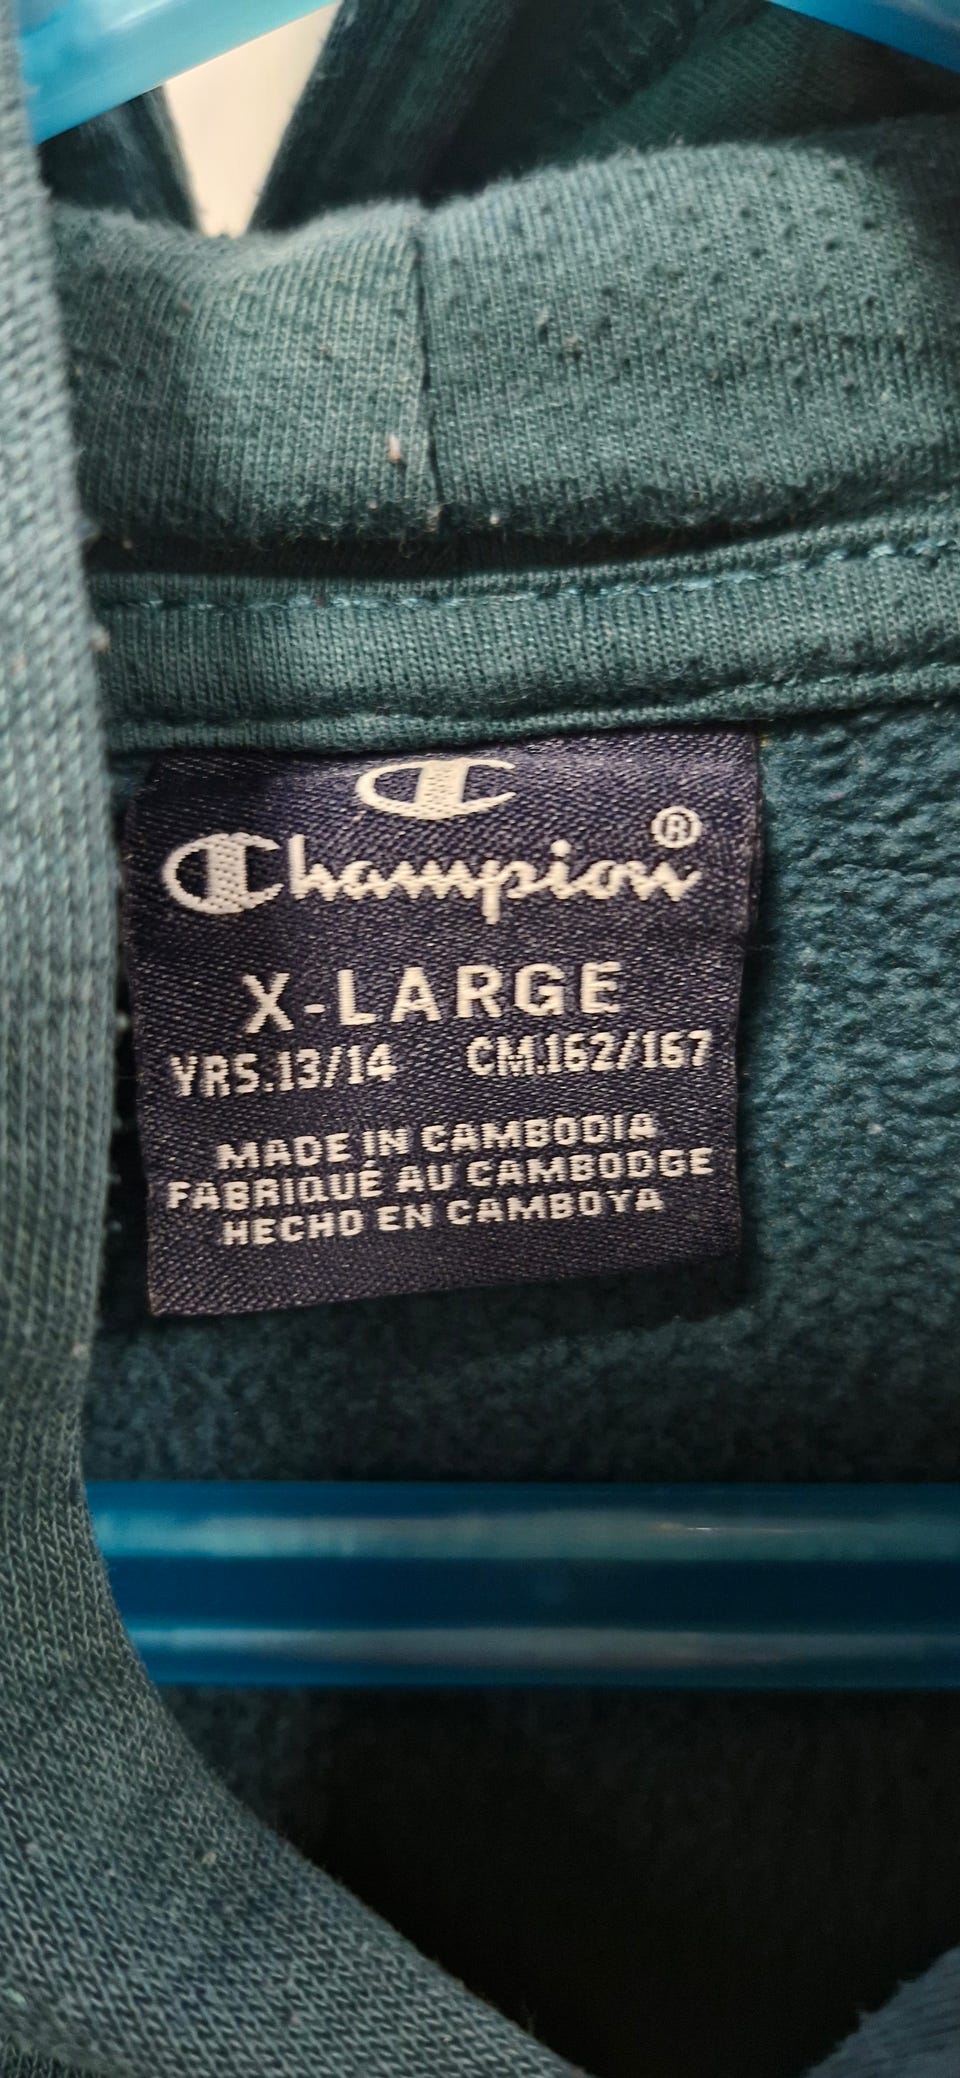 Champion®
X-LARGE
YRS.13/14 CM.162/167
MADE IN CAMBODIA
FABRIQUÉ AU CAMBODGE
HECHO EN CAMBOYA